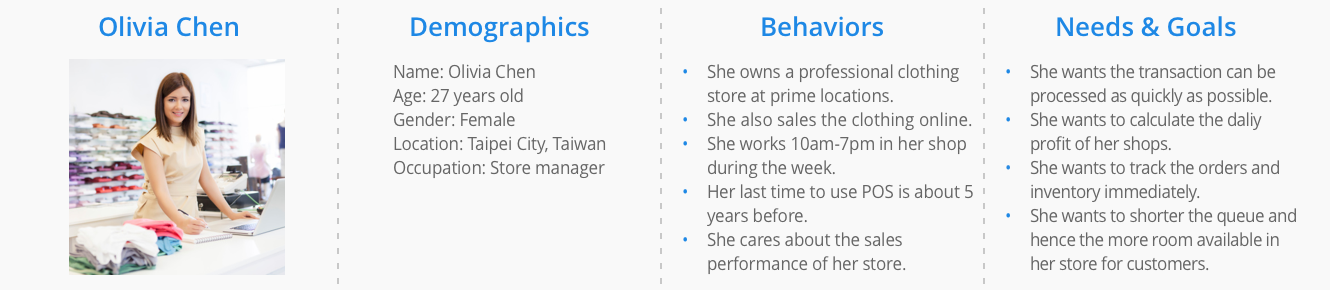 Olivia Chen
Demographics
Name: Olivia Chen
Age: 27 years old
Gender: Female
Location: Taipei City, Taiwan
Occupation: Store manager
Behaviors
• She owns a professional clothing
store at prime locations.
• She also sales the clothing online.
• She works 10am-7pm in her shop
during the week.
• Her last time to use POS is about 5
years before.
• She cares about the sales
performance of her store.
Needs & Goals
• She wants the transaction can be
processed as quickly as possible.
• She wants to calculate the daliy
profit of her shops.
• She wants to track the orders and
inventory immediately.
• She wants to shorter the queue and
hence the more room available in
her store for customers.